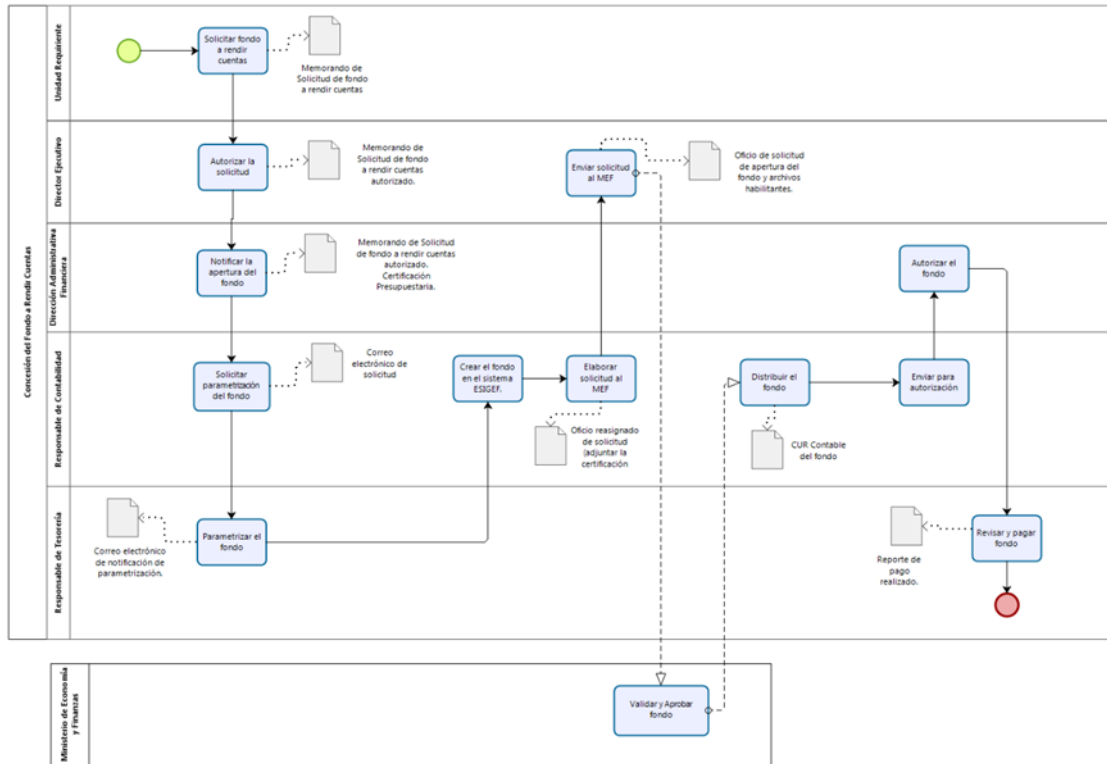 Concesión del Fondo a Rendir Cuentas
Unidad Requiriente
Solicitar fondo
a rendir
cuentas
Memorando de
Solicitud de fondo
a rendir cuentas
Director Ejecutivo
Autorizar la
solicitud
Memorando de
Solicitud de fondo
a rendir cuentas
autorizado.
Enviar solicitud
al MEF
Oficio de solicitud
de apertura del
fondo y archivos
habilitantes.
Dirección Administrativa
Financiera
Notificar la
apertura del
fondo
Memorando de Solicitud
de fondo a rendir cuentas
autorizado.
Certificación
Presupuestaria.
Autorizar el
fondo
Responsable de Contabilidad
Solicitar
parametrización
del fondo
Correo
electrónico de
solicitud
Crear el fondo
en el sistema
ESIGEF.
Elaborar
solicitud al
MEF
Oficio reasignado
de solicitud
(adjuntar la
certificación
Distribuir el
fondo
CUR Contable
del fondo
Enviar para
autorización
Responsable de Tesorería
Correo electrónico
de notificación de
parametrización.
Parametrizar el
fondo
Reporte de
pago
realizado.
Revisar y pagar
fondo
Ministerio de Economía
y Finanzas
Validar y Aprobar
fondo